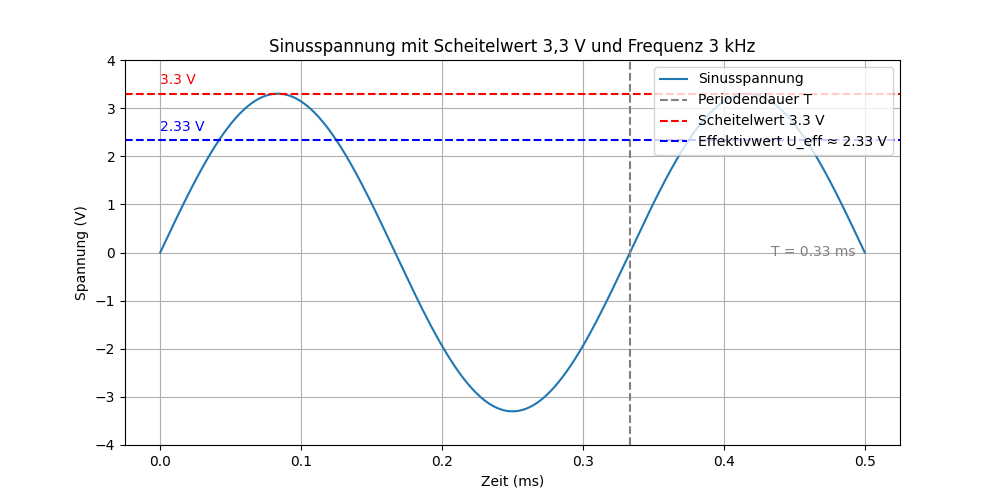 Sinusspannung mit Scheitelwert 3,3 V und Frequenz 3 kHz
Spannung (V)
4
3
2
1
0
−1
−2
−3
−4
3.3 V
2.33 V
Sinusspannung
Periodendauer T
Scheitelwert 3.3 V
Effektivwert U_eff ≈ 2.33 V
T = 0.33 ms
0.0 0.1 0.2 0.3 0.4 0.5
Zeit (ms)